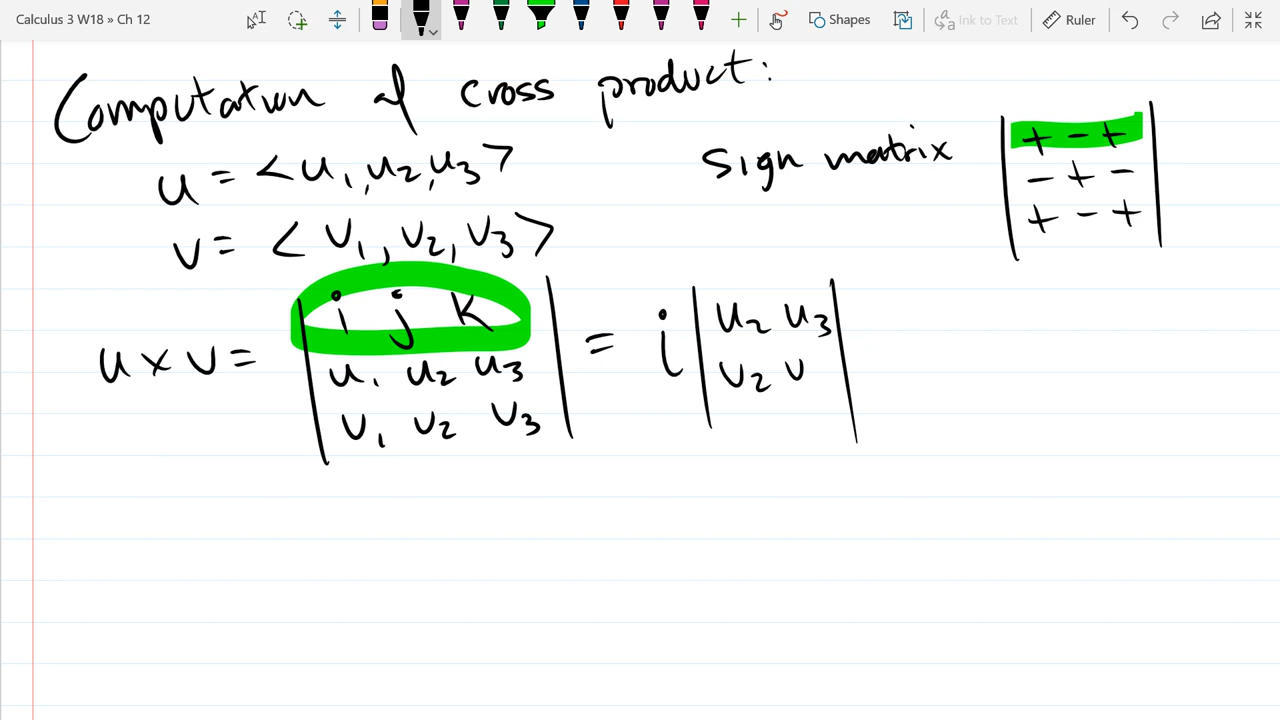 Calculus 3 W18 » Ch 12
Shapes
Ink to Text
Ruler
Computation of cross product:
u = <u1, u2, u3>
v = <v1, v2, v3>
sign matrix
| + - + |
| - + - |
| + - + |
u × v = | i j k | = i | u2 u3 |
| u1 u2 u3 | | v2 v |
| v1 v2 v3 |